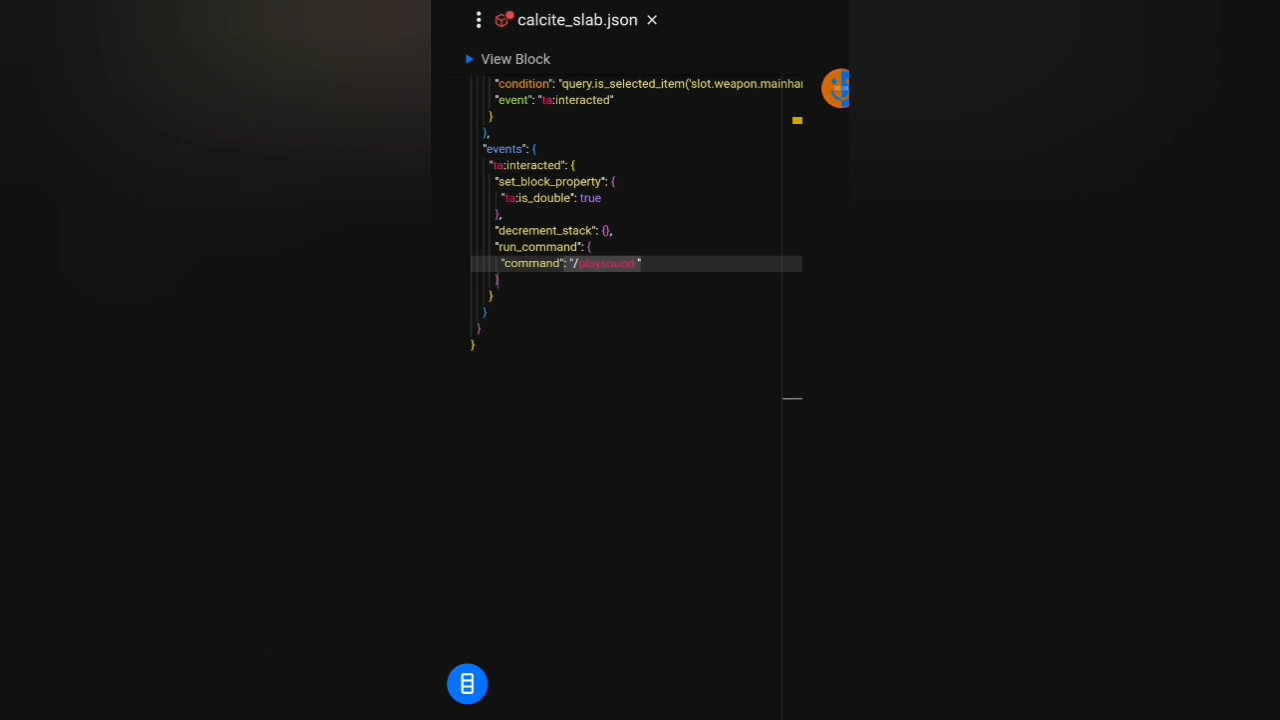 calcite_slab.json
View Block
"condition": "query.is_selected_item('slot.weapon.mainha
"event": "ta:interacted"
}
},
"events": {
"ta:interacted": {
"set_block_property": {
"ta:is_double": true
},
"decrement_stack": {},
"run_command": {
"command": "/playsound "
}
}
}
}
}